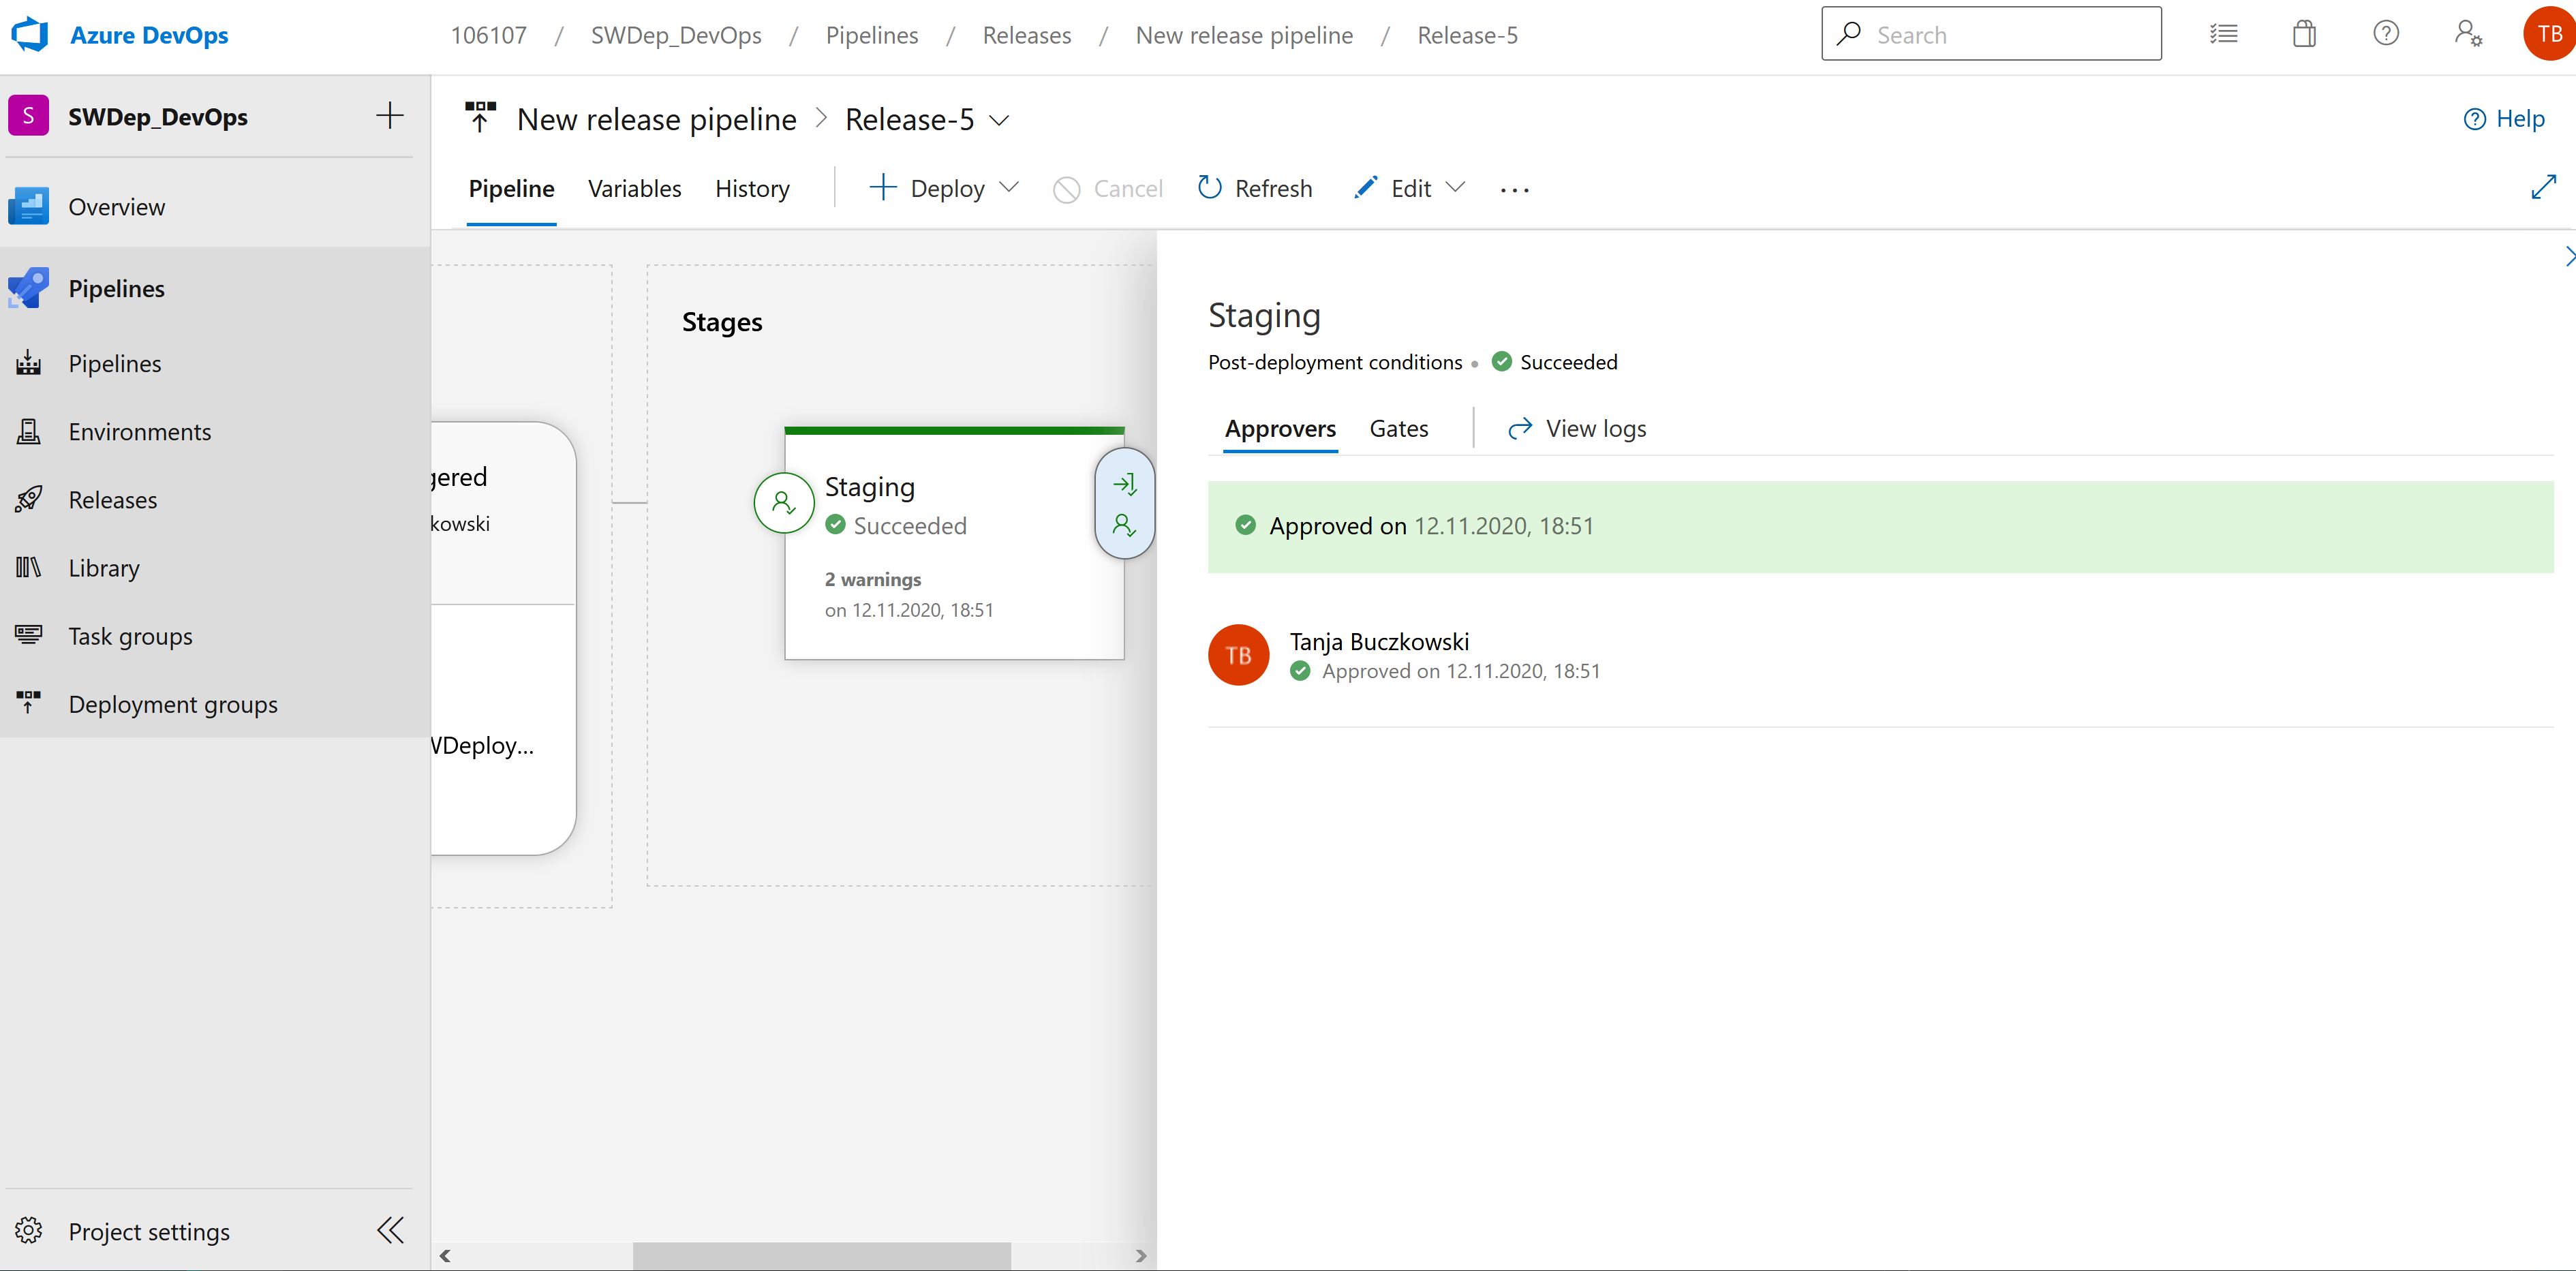 Azure DevOps
106107 / SWDep_DevOps / Pipelines / Releases / New release pipeline / Release-5
Search
TB
S SWDep_DevOps
Overview
Pipelines
Pipelines
Environments
Releases
Library
Task groups
Deployment groups
Project settings
New release pipeline > Release-5
Help
Pipeline Variables History Deploy Cancel Refresh Edit ...
gered
kowski
WDeploy...
Stages
Staging
Succeeded
2 warnings
on 12.11.2020, 18:51
Staging
Post-deployment conditions • Succeeded
Approvers Gates View logs
Approved on 12.11.2020, 18:51
TB
Tanja Buczkowski
Approved on 12.11.2020, 18:51